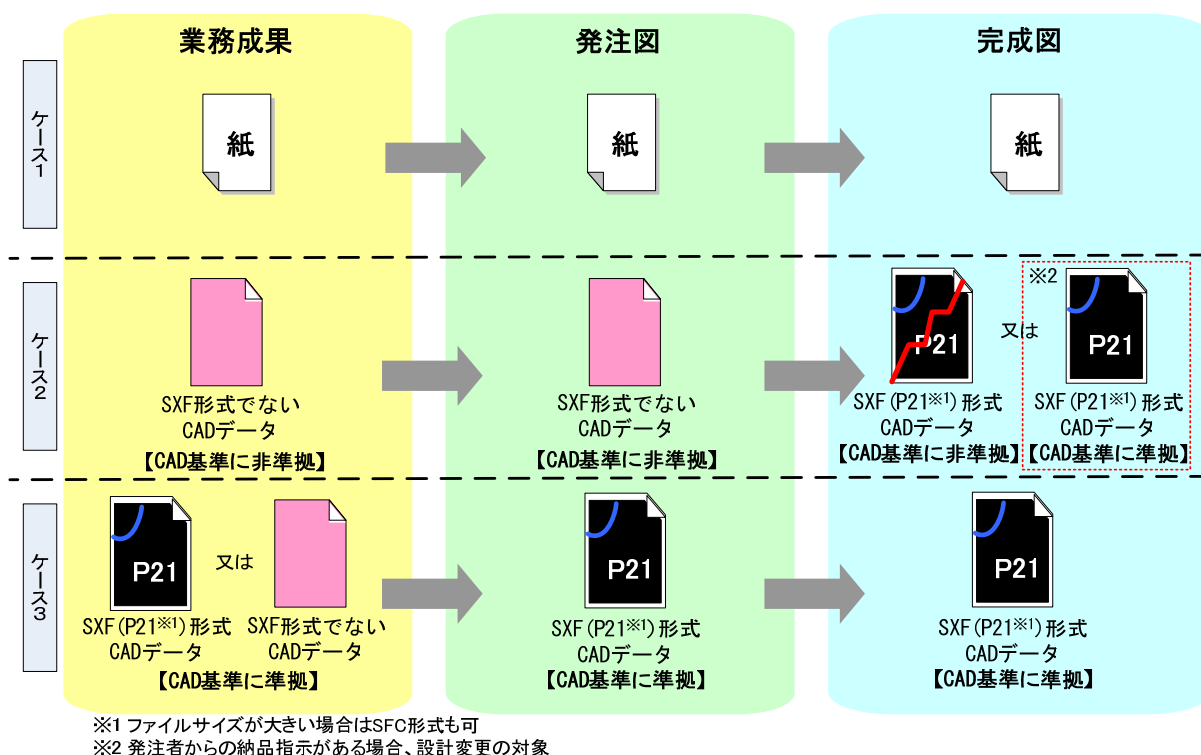 業務成果
発注図
完成図
ケース1
紙
紙
紙
ケース2
SXF形式でない
CADデータ
【CAD基準に非準拠】
SXF形式でない
CADデータ
【CAD基準に非準拠】
P21
SXF(P21※1)形式
CADデータ
【CAD基準に非準拠】
又は
※2
P21
SXF(P21※1)形式
CADデータ
【CAD基準に準拠】
ケース3
P21
又は
SXF(P21※1)形式
CADデータ
SXF形式でない
CADデータ
【CAD基準に準拠】
P21
SXF(P21※1)形式
CADデータ
【CAD基準に準拠】
P21
SXF(P21※1)形式
CADデータ
【CAD基準に準拠】
※1 ファイルサイズが大きい場合はSFC形式も可
※2 発注者からの納品指示がある場合、設計変更の対象